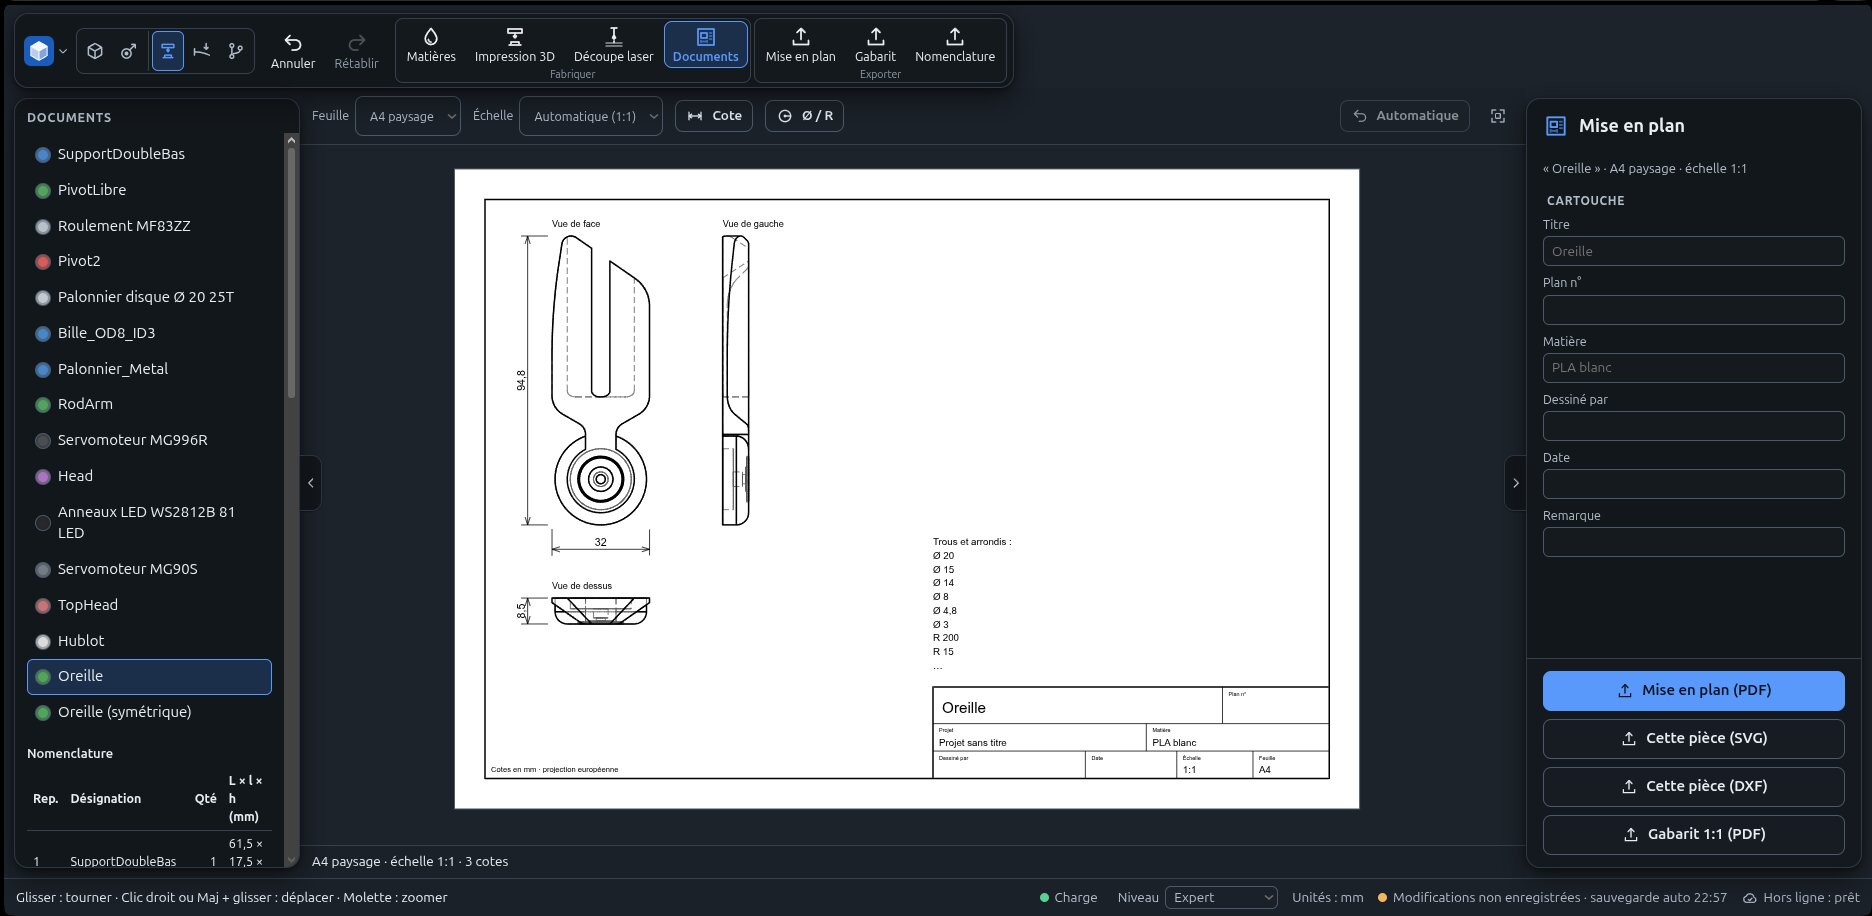 Annuler
Rétablir
Matières
Impression 3D
Découpe laser
Documents
Fabriquer
Mise en plan
Gabarit
Nomenclature
Exporter
DOCUMENTS
SupportDoubleBas
PivotLibre
Roulement MF83ZZ
Pivot2
Palonnier disque Ø 20 25T
Bille_OD8_ID3
Palonnier_Metal
RodArm
Servomoteur MG996R
Head
Anneaux LED WS2812B 81
LED
Servomoteur MG90S
TopHead
Hublot
Oreille
Oreille (symétrique)
Nomenclature
Rep. Désignation Qté L × l ×
h
(mm)
61,5 ×
1 SupportDoubleBas 1 17,5 ×
Feuille A4 paysage Échelle Automatique (1:1) Cote Ø / R Automatique
Vue de face
Vue de gauche
94,8
32
Vue de dessus
8,5
Trous et arrondis :
Ø 20
Ø 15
Ø 14
Ø 8
Ø 4,8
Ø 3
R 200
R 15
...
Oreille
Plan n°
Projet
Projet sans titre
Matière
PLA blanc
Dessiné par
Date
Échelle
1:1
Feuille
A4
Cotes en mm · projection européenne
A4 paysage · échelle 1:1 · 3 cotes
Mise en plan
« Oreille » · A4 paysage · échelle 1:1
CARTOUCHE
Titre
Oreille
Plan n°
Matière
PLA blanc
Dessiné par
Date
Remarque
Mise en plan (PDF)
Cette pièce (SVG)
Cette pièce (DXF)
Gabarit 1:1 (PDF)
Glisser : tourner · Clic droit ou Maj + glisser : déplacer · Molette : zoomer
Charge Niveau Expert Unités : mm Modifications non enregistrées · sauvegarde auto 22:57 Hors ligne : prêt